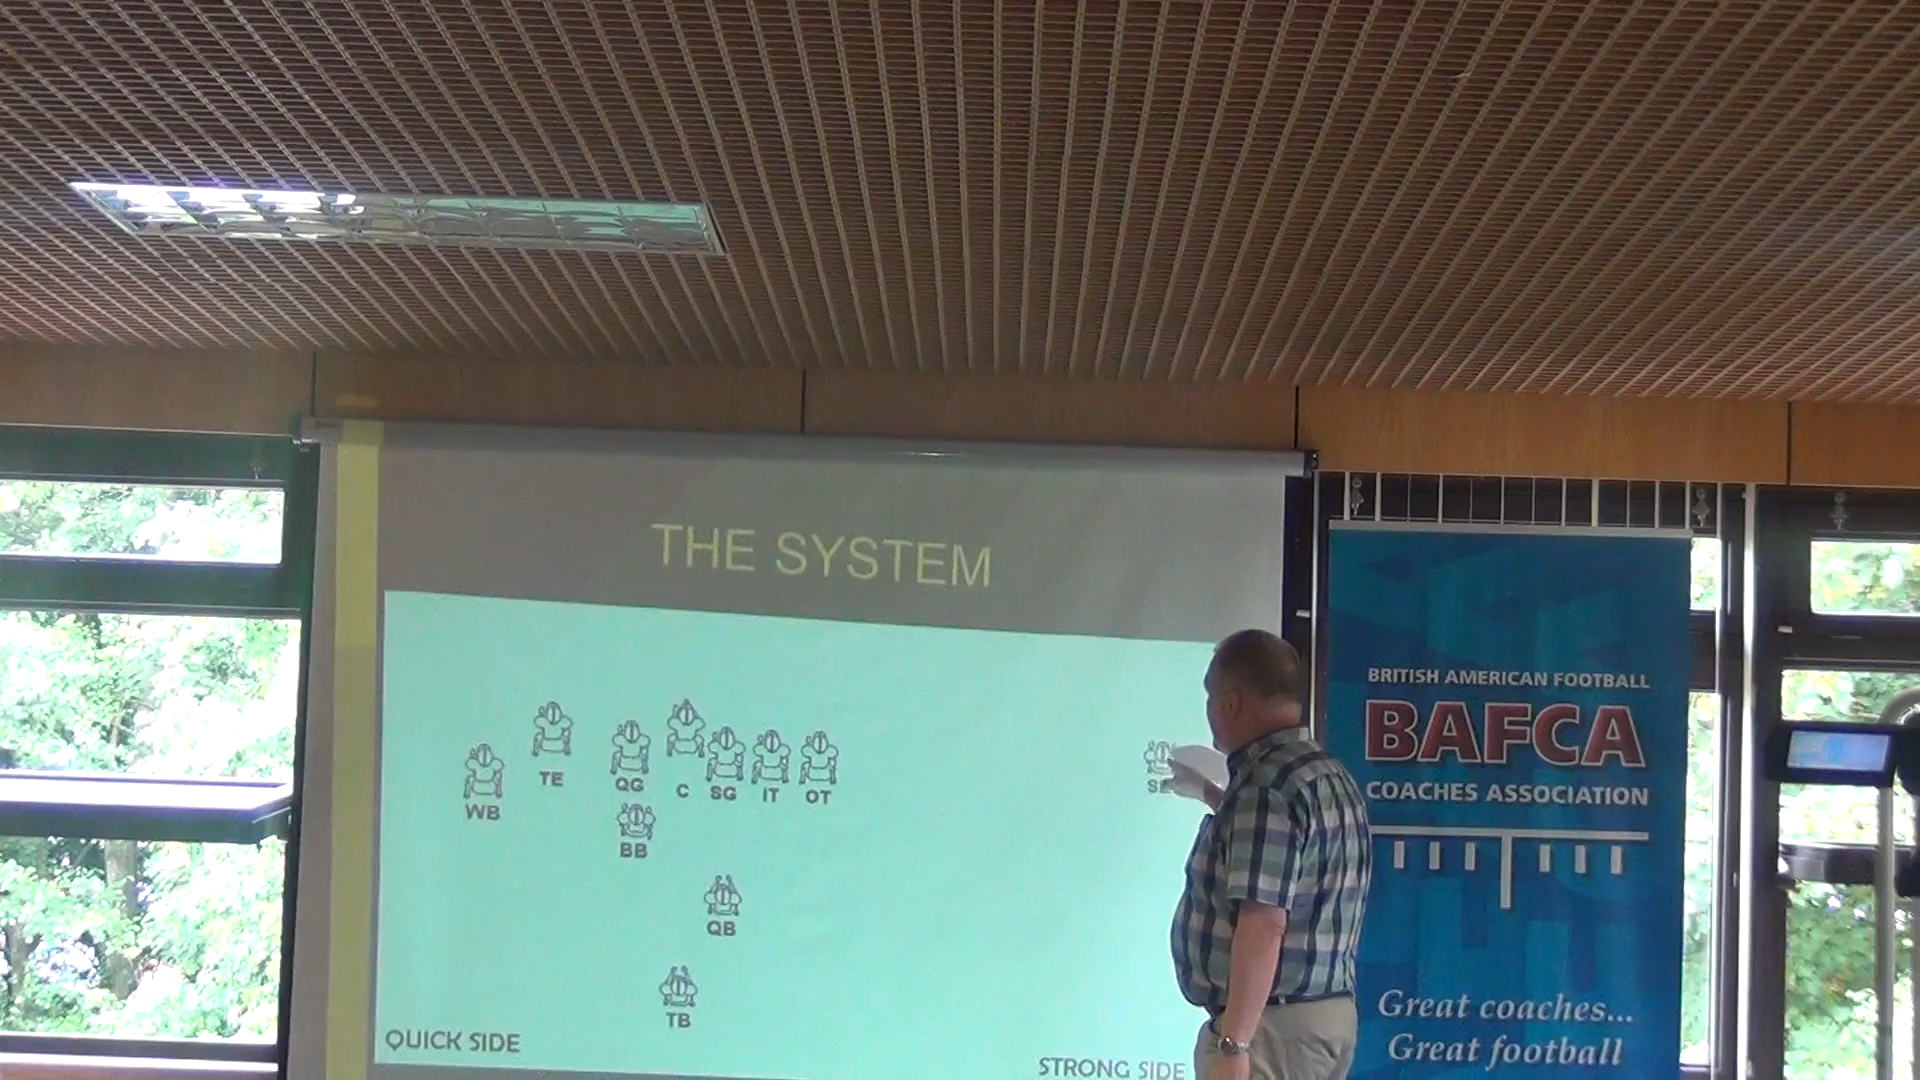 THE SYSTEM
WB
TE
QG
C
SG
IT
OT
BB
QB
TB
QUICK SIDE
STRONG SIDE
BRITISH AMERICAN FOOTBALL
BAFCA
COACHES ASSOCIATION
Great coaches...
Great football